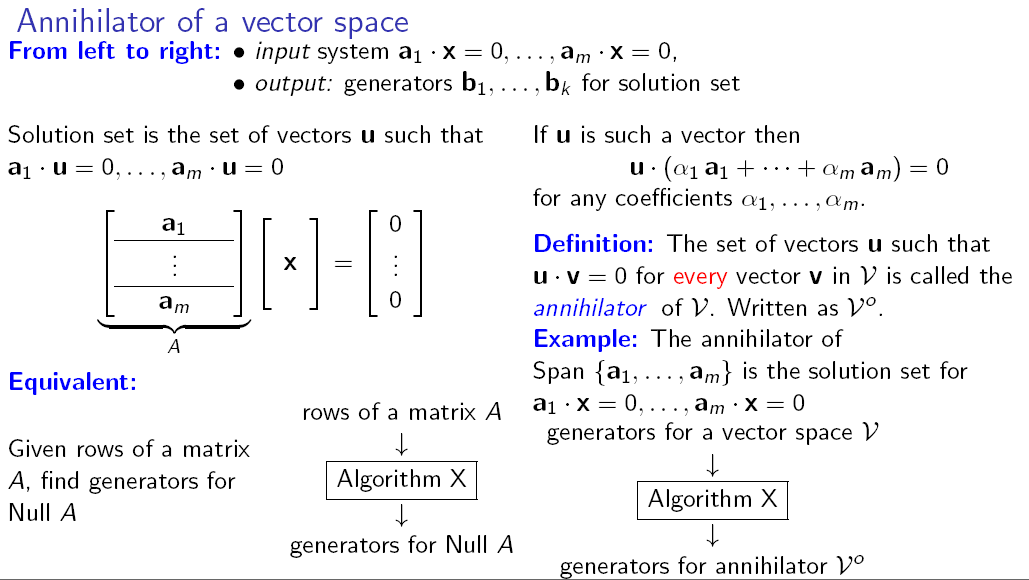 Annihilator of a vector space
From left to right: • input system a₁ · x = 0, . . . , aₘ · x = 0,
• output: generators b₁, . . . , bₖ for solution set
Solution set is the set of vectors u such that
a₁ · u = 0, . . . , aₘ · u = 0
a₁
⋮
aₘ
x
=
0
⋮
0
A
Equivalent:
Given rows of a matrix
A, find generators for
Null A
rows of a matrix A
↓
Algorithm X
↓
generators for Null A
If u is such a vector then
u · (α₁ a₁ + · · · + αₘ aₘ) = 0
for any coefficients α₁, . . . , αₘ.
Definition: The set of vectors u such that
u · v = 0 for every vector v in 𝒱 is called the
annihilator of 𝒱. Written as 𝒱ᵒ.
Example: The annihilator of
Span {a₁, . . . , aₘ} is the solution set for
a₁ · x = 0, . . . , aₘ · x = 0
generators for a vector space 𝒱
↓
Algorithm X
↓
generators for annihilator 𝒱ᵒ